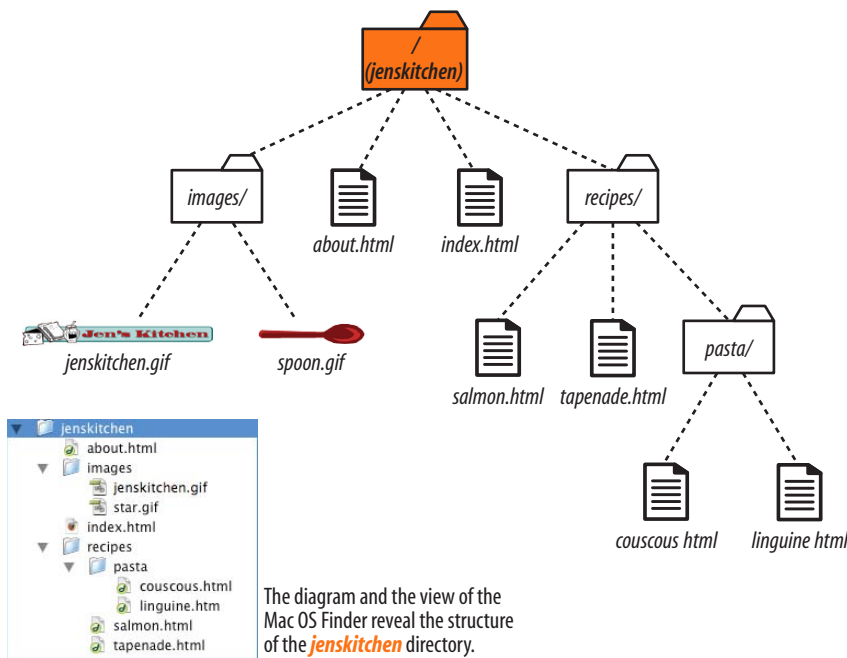 /
(jenskitchen)
images/
recipes/
about.html
index.html
Jen's Kitchen
jenskitchen.gif
spoon.gif
salmon.html
tapenade.html
pasta/
couscous html
linguine html
jenskitchen
about.html
images
jenskitchen.gif
star.gif
index.html
recipes
pasta
couscous.html
linguine.htm
salmon.html
tapenade.html
The diagram and the view of the
Mac OS Finder reveal the structure
of the jenskitchen directory.